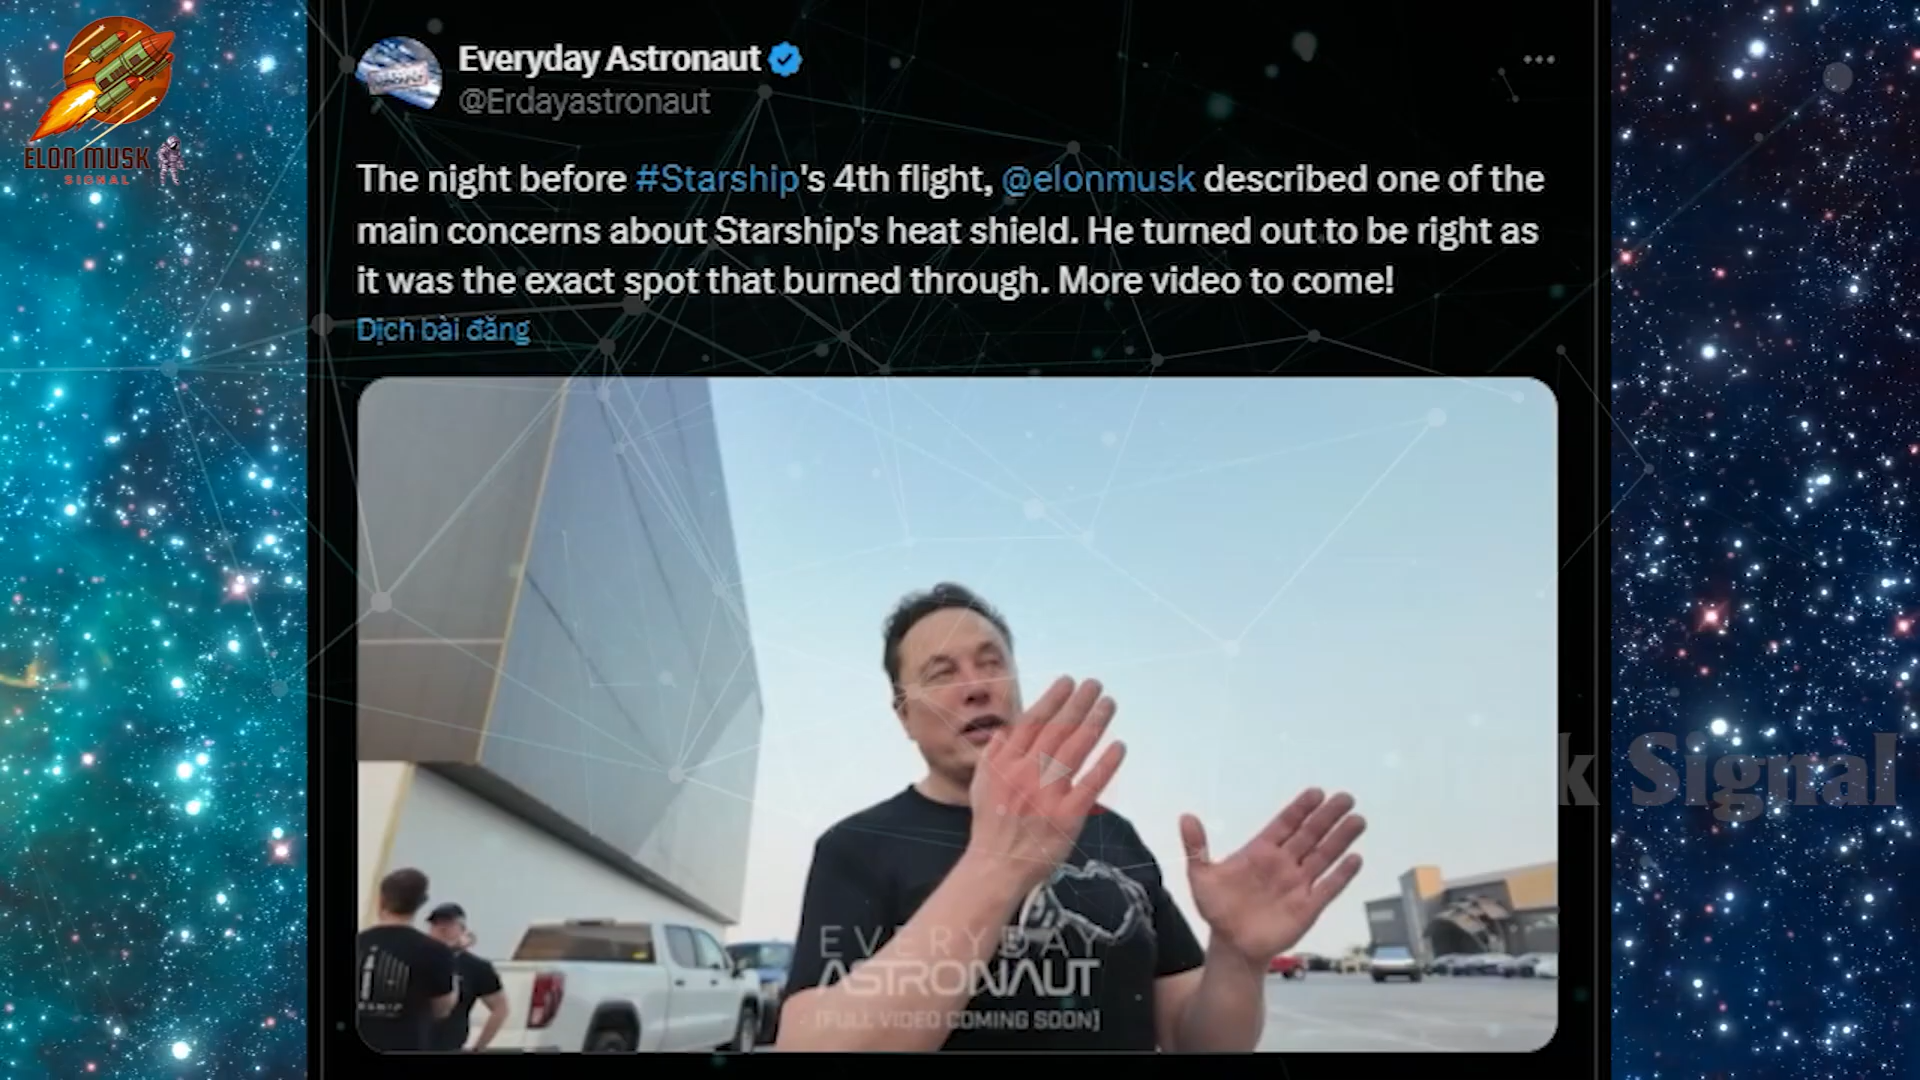 Everyday Astronaut
@Erdayastronaut
The night before #Starship's 4th flight, @elonmusk described one of the
main concerns about Starship's heat shield. He turned out to be right as
it was the exact spot that burned through. More video to come!
Dịch bài đăng
ELON MUSK
SIGNAL
k Signal
EVERYDAY
ASTRONAUT
[FULL VIDEO COMING SOON]